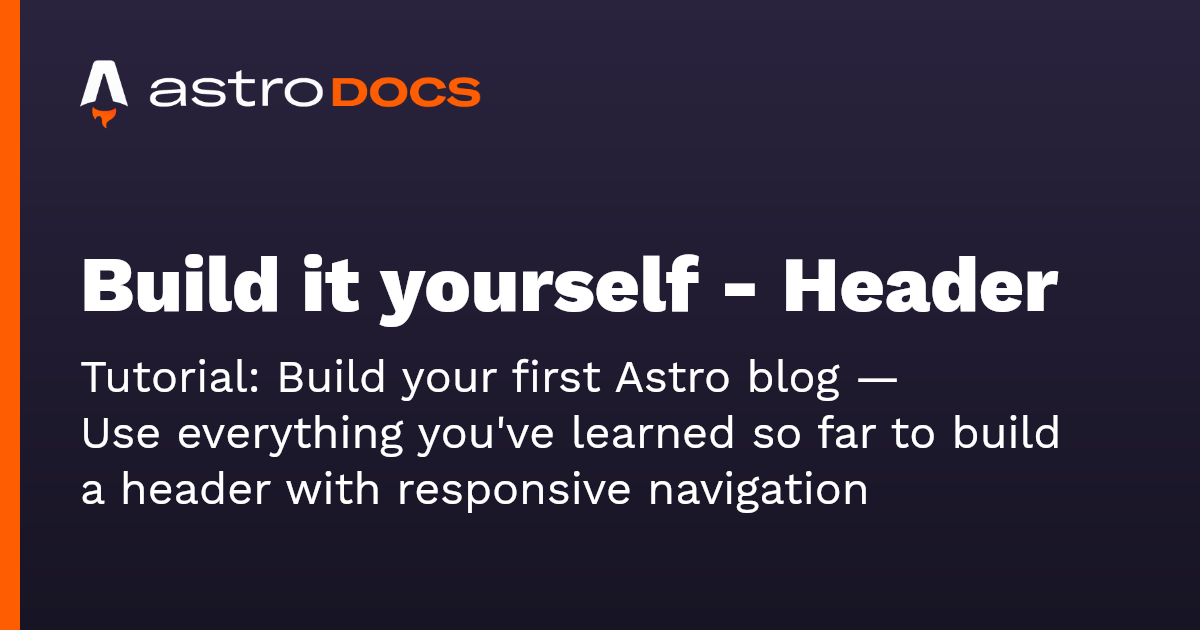 astro DOCS
Build it yourself - Header
Tutorial: Build your first Astro blog —
Use everything you've learned so far to build
a header with responsive navigation